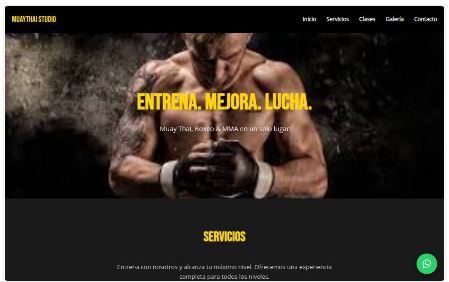 MUAYTHAI STUDIO
Inicio Servicios Clases Galería Contacto
ENTRENA. MEJORA. LUCHA.
Muay Thai, Boxeo & MMA en un solo lugar
SERVICIOS
Entrena con nosotros y alcanza tu máximo nivel. Ofrecemos una experiencia
completa para todos los niveles.